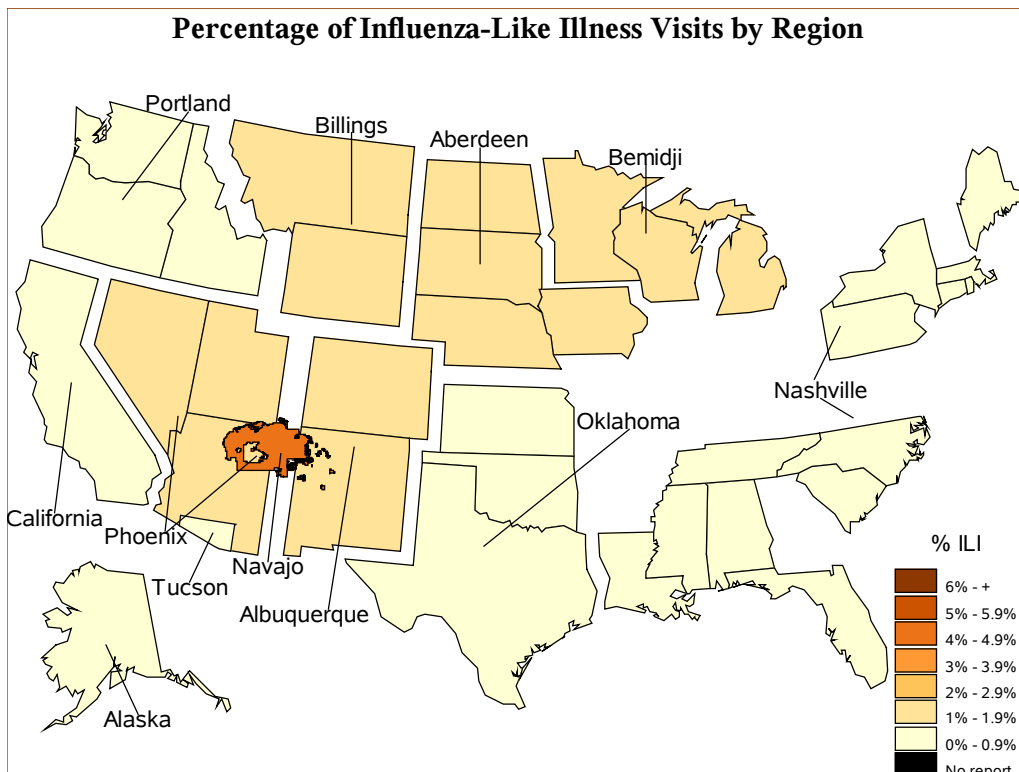 Percentage of Influenza-Like Illness Visits by Region
Portland
Billings
Aberdeen
Bemidji
Nashville
Oklahoma
California
Phoenix
Navajo
Tucson
Albuquerque
Alaska
% ILI
6% - +
5% - 5.9%
4% - 4.9%
3% - 3.9%
2% - 2.9%
1% - 1.9%
0% - 0.9%
No report